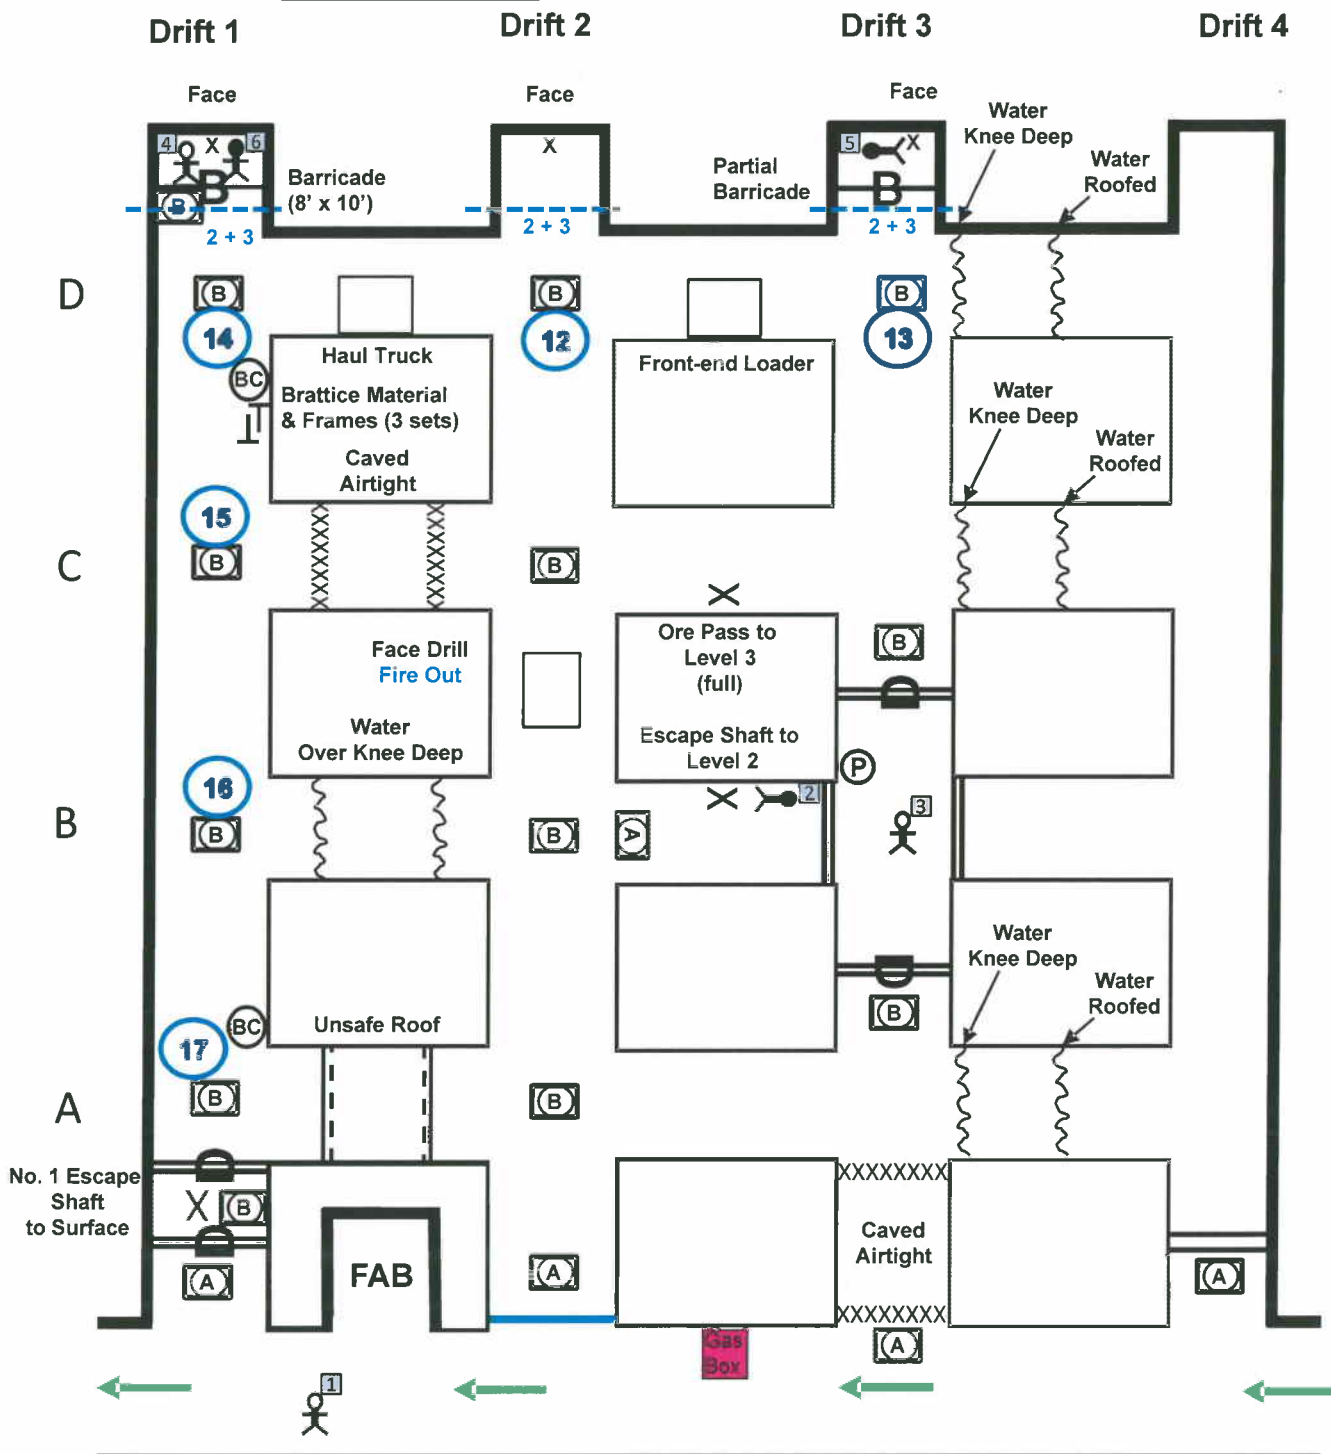 Drift 1
Drift 2
Drift 3
Drift 4
Face
Face
Face
Water
Knee Deep
Water
Roofed
4
X
6
B
B
Barricade
(8' x 10')
X
Partial
Barricade
5
X
B
2 + 3
2 + 3
2 + 3
D
B
B
B
14
12
13
Haul Truck
BC
Brattice Material
& Frames (3 sets)
Caved
Airtight
Front-end Loader
Water
Knee Deep
Water
Roofed
15
C
B
B
Face Drill
Fire Out
Water
Over Knee Deep
Ore Pass to
Level 3
(full)
Escape Shaft to
Level 2
B
P
16
B
B
B
A
2
3
Water
Knee Deep
Water
Roofed
BC
Unsafe Roof
B
17
A
B
B
No. 1 Escape
Shaft
to Surface
X
B
A
FAB
A
XXXXXXXX
Caved
Airtight
XXXXXXXX
A
A
Gas
Box
1